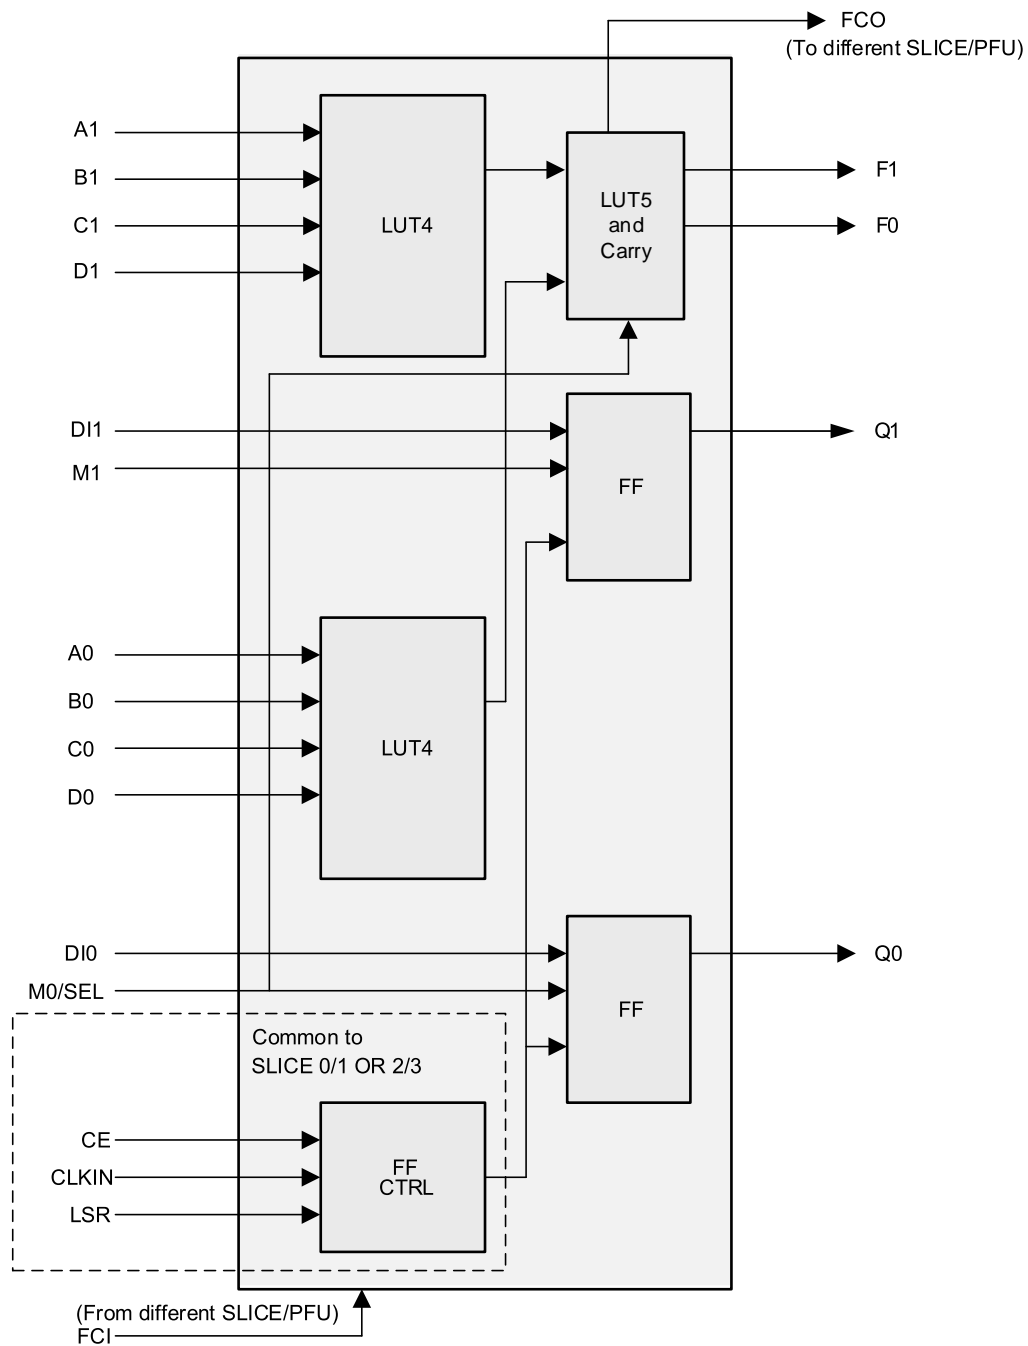 FCO
(To different SLICE/PFU)
A1
B1
C1
D1
LUT4
LUT5
and
Carry
F1
F0
DI1
M1
FF
Q1
A0
B0
C0
D0
LUT4
DI0
M0/SEL
FF
Q0
Common to
SLICE 0/1 OR 2/3
CE
CLKIN
LSR
FF
CTRL
(From different SLICE/PFU)
FCI